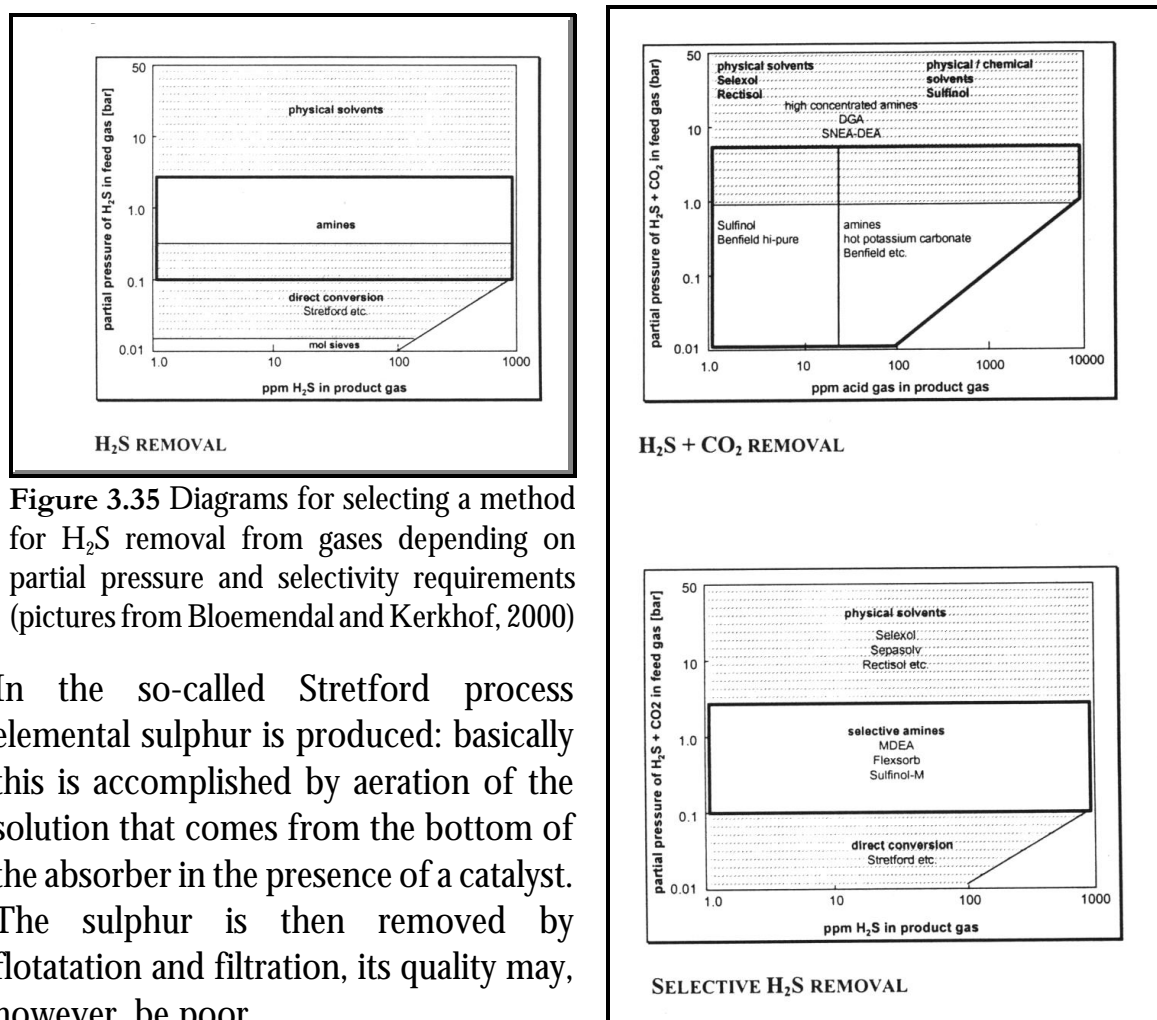 50
10
1.0
0.1
0.01
partial pressure of H₂S in feed gas [bar]
physical solvents
amines
direct conversion
Stretford etc.
mol sieves
1.0 10 100 1000
ppm H₂S in product gas
H₂S REMOVAL
Figure 3.35 Diagrams for selecting a method
for H₂S removal from gases depending on
partial pressure and selectivity requirements
(pictures from Bloemendal and Kerkhof, 2000)
In the so-called Stretford process
elemental sulphur is produced: basically
this is accomplished by aeration of the
solution that comes from the bottom of
the absorber in the presence of a catalyst.
The sulphur is then removed by
flotatation and filtration, its quality may,
however, be poor
50
10
1.0
0.1
0.01
partial pressure of H₂S + CO₂ in feed gas (bar)
physical solvents physical / chemical
Selexol solvents
Rectisol Sulfinol
high concentrated amines
DGA
SNEA-DEA
Sulfinol amines
Benfield hi-pure hot potassium carbonate
Benfield etc.
1.0 10 100 1000 10000
ppm acid gas in product gas
H₂S + CO₂ REMOVAL
50
10
1.0
0.1
0.01
partial pressure of H₂S + CO2 in feed gas [bar]
physical solvents
Selexol
Sepasolv
Rectisol etc.
selective amines
MDEA
Flexsorb
Sulfinol-M
direct conversion
Stretford etc.
1.0 10 100 1000
ppm H₂S in product gas
SELECTIVE H₂S REMOVAL